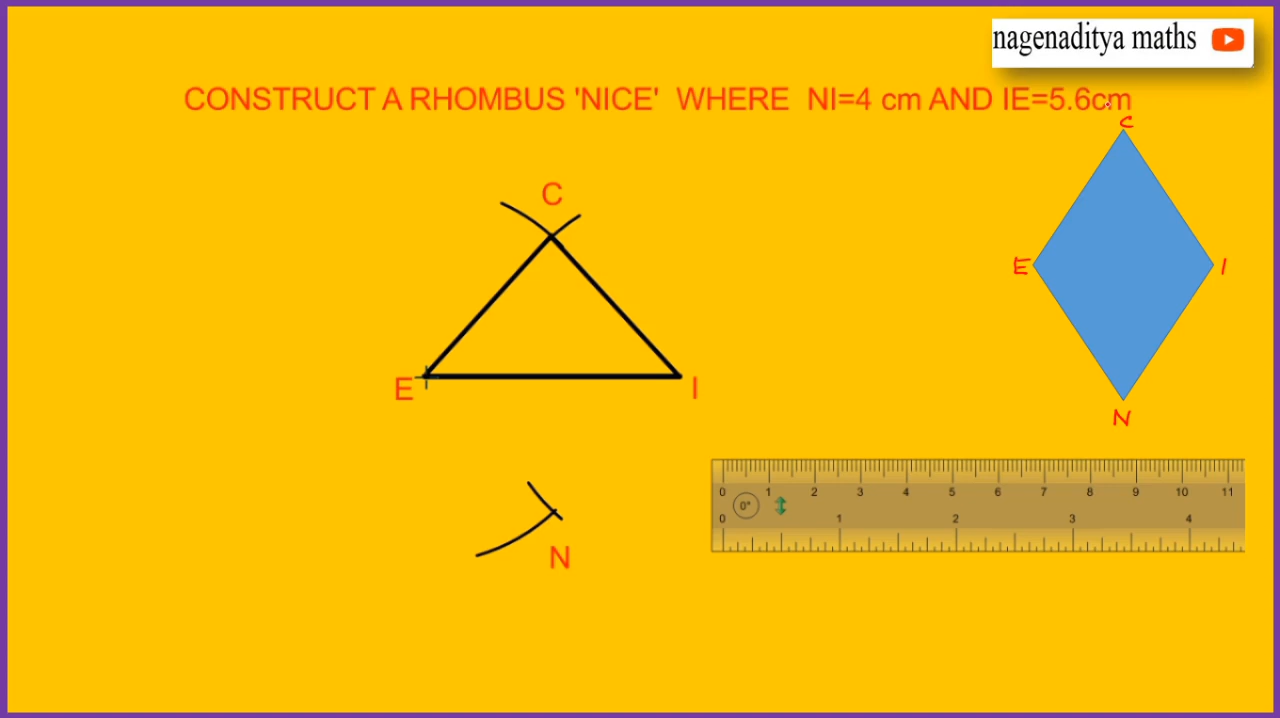 nagenaditya maths
CONSTRUCT A RHOMBUS 'NICE' WHERE NI=4 cm AND IE=5.6cm
C
C
E
I
E
I
N
0 1 2 3 4 5 6 7 8 9 10 11
0°
0 1 2 3 4
N